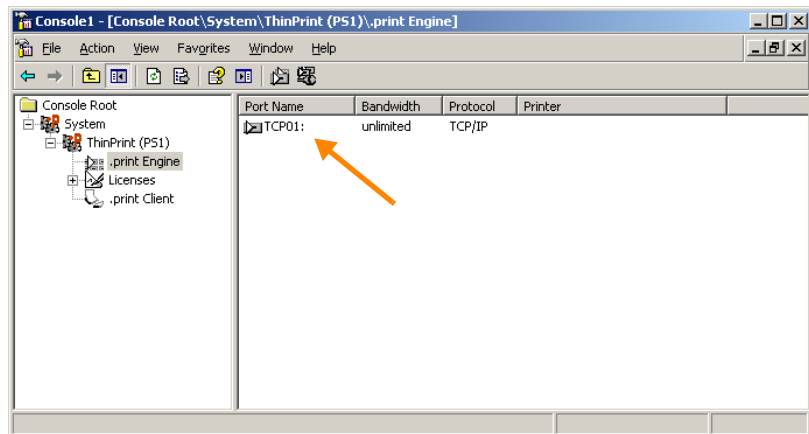 Console1 - [Console Root\System\ThinPrint (PS1)\.print Engine]
File Action View Favorites Window Help
Console Root
System
ThinPrint (PS1)
.print Engine
Licenses
.print Client
Port Name Bandwidth Protocol Printer
TCP01: unlimited TCP/IP